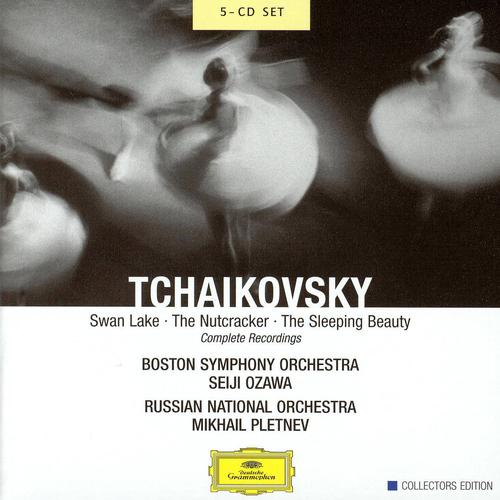 5-CD SET
TCHAIKOVSKY
Swan Lake · The Nutcracker · The Sleeping Beauty
Complete Recordings
BOSTON SYMPHONY ORCHESTRA
SEIJI OZAWA
RUSSIAN NATIONAL ORCHESTRA
MIKHAIL PLETNEV
Deutsche
Grammophon
COLLECTORS EDITION